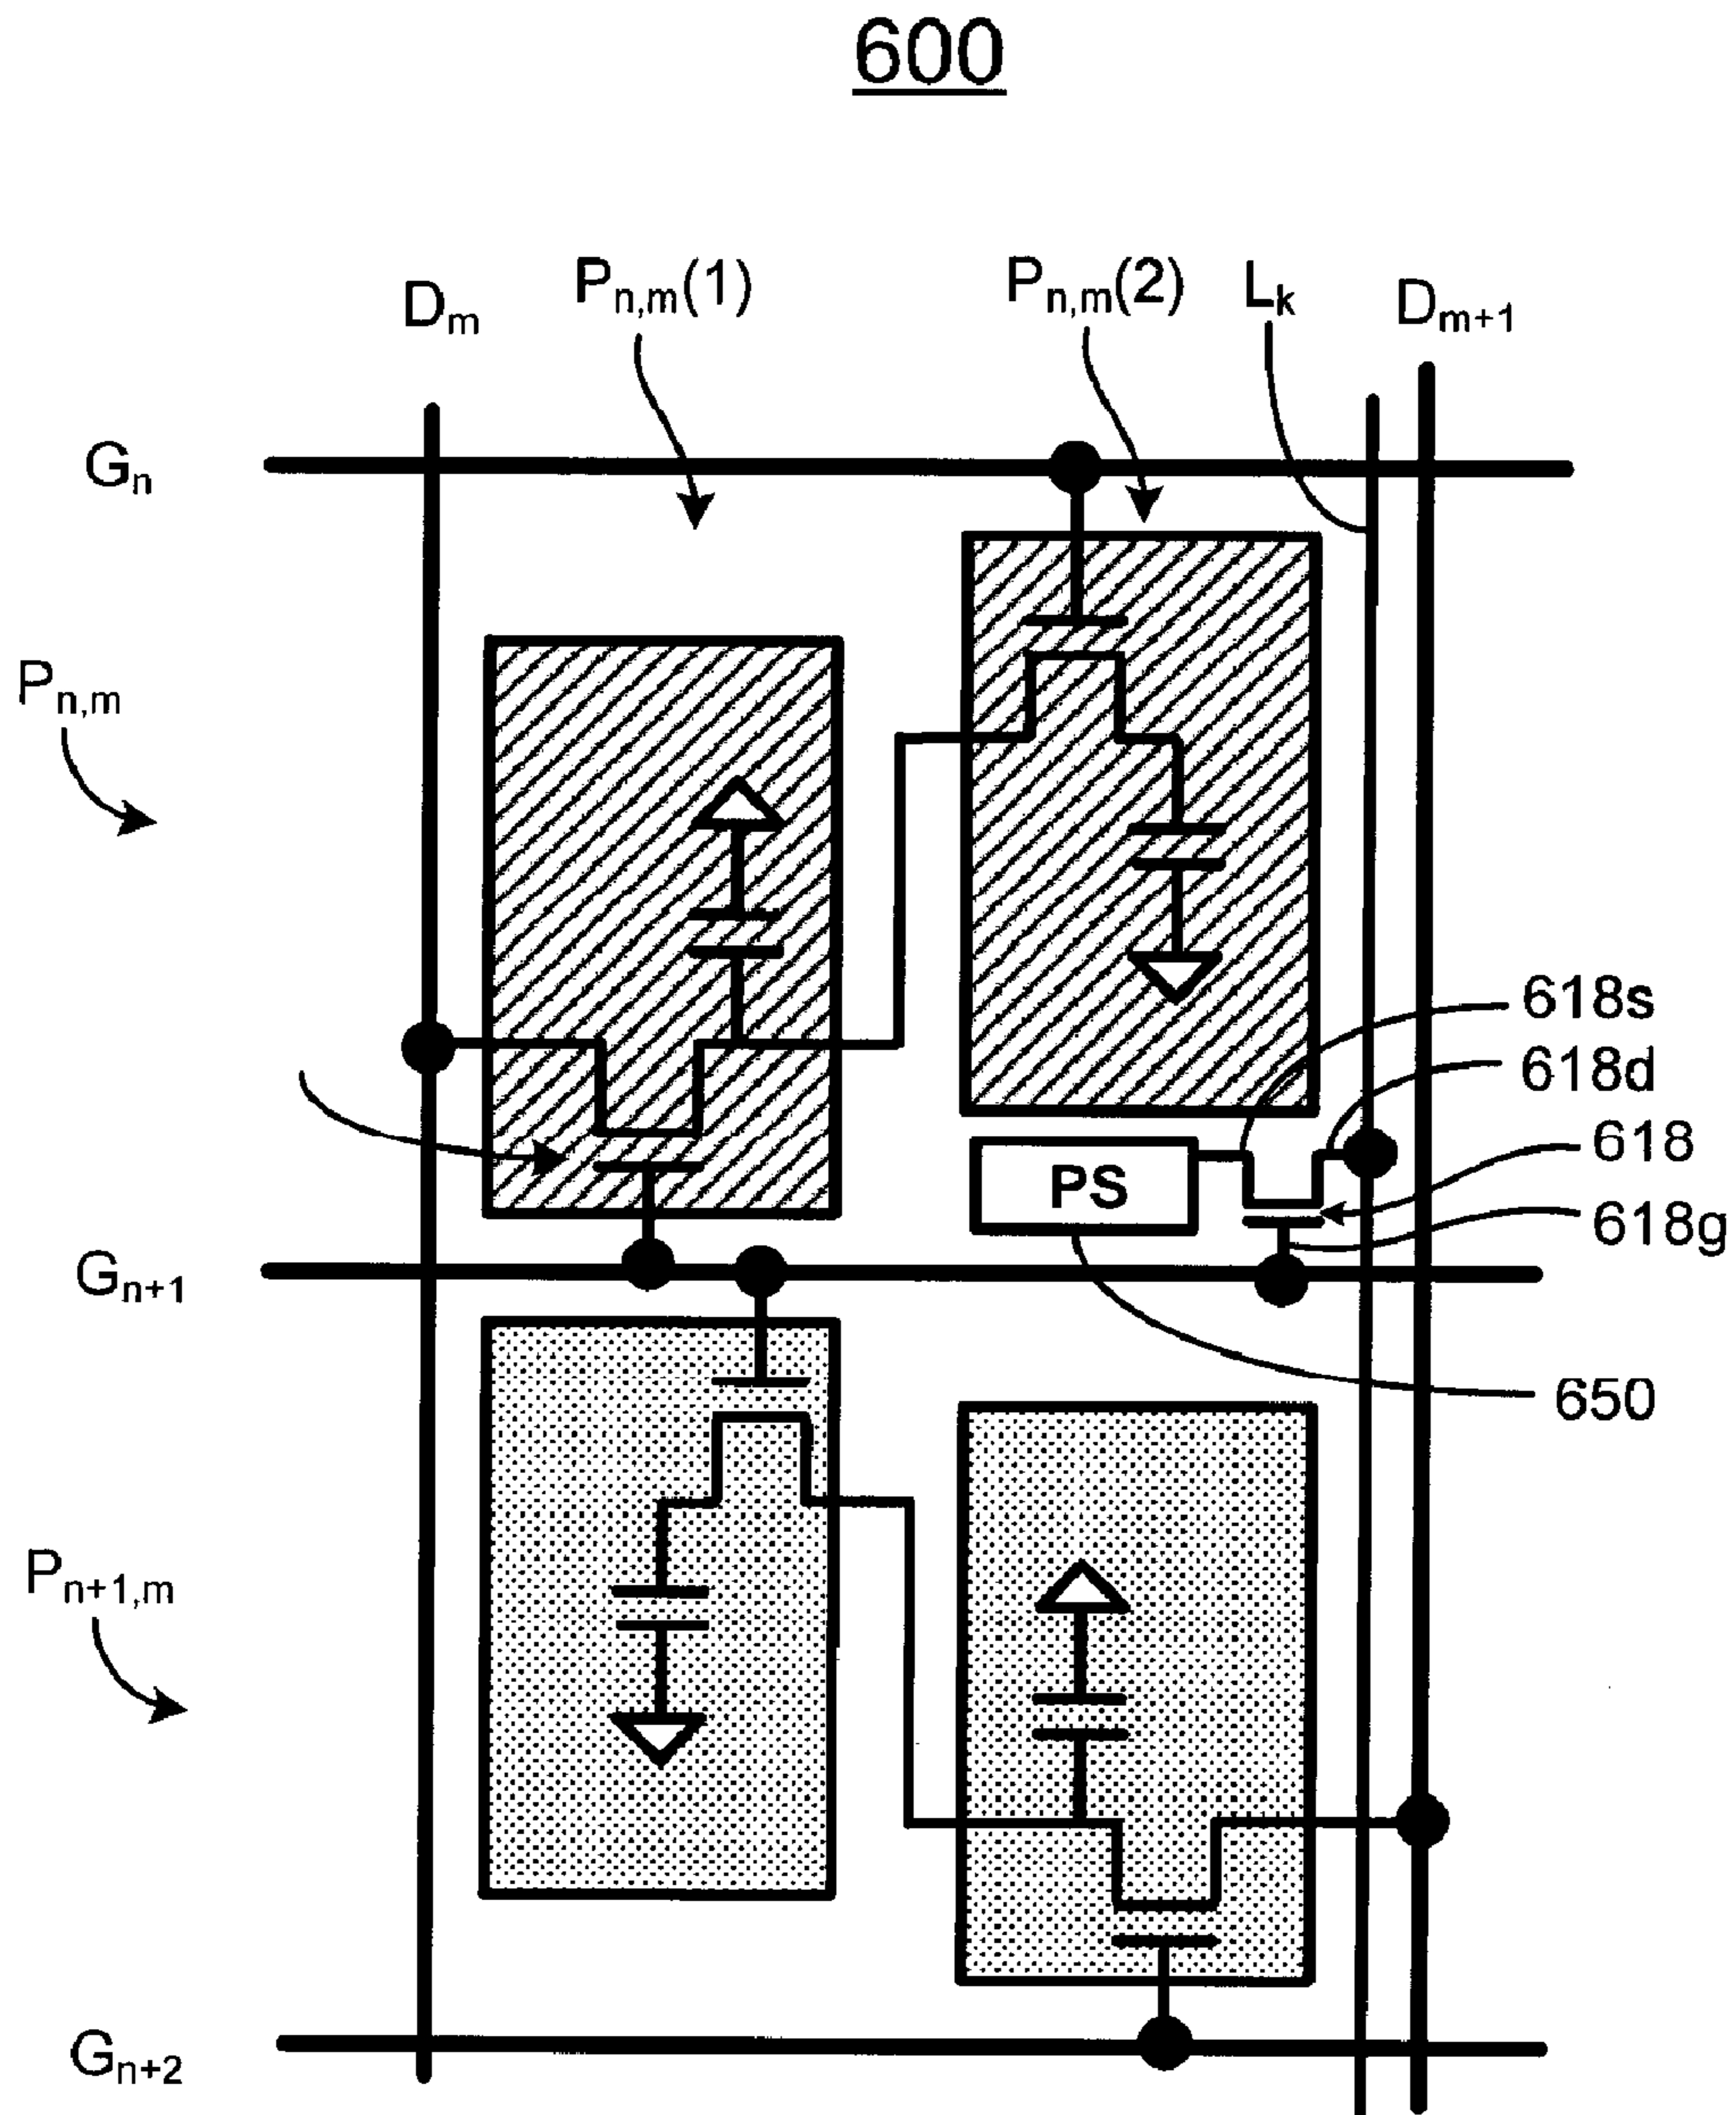 600
Dm
Pn,m(1)
Pn,m(2)
Lk
Dm+1
Gn
Pn,m
618s
618d
618
PS
618g
Gn+1
650
Pn+1,m
Gn+2